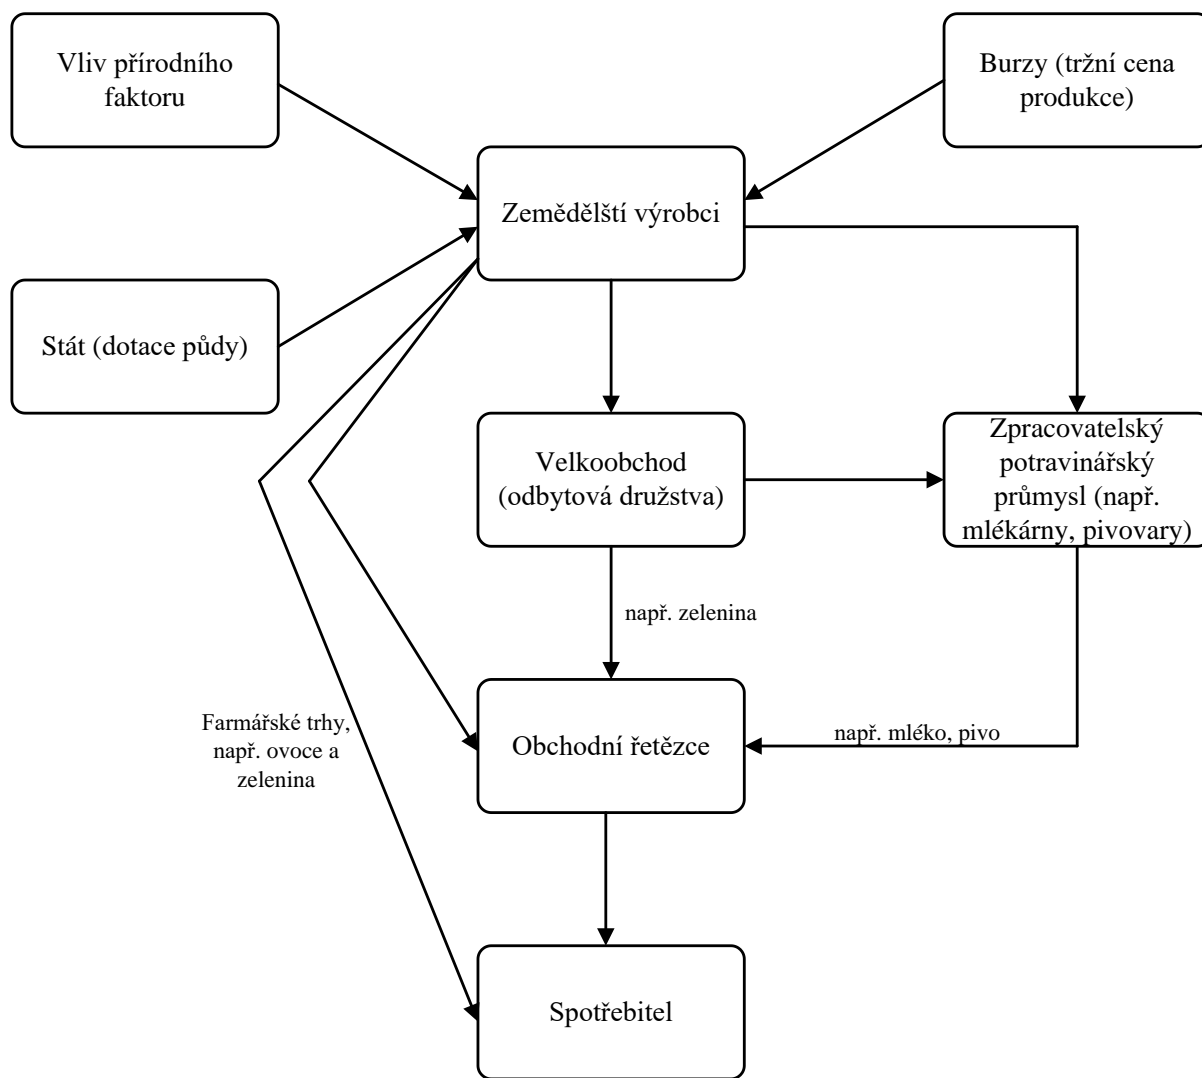 Vliv přírodního
faktoru
Burzy (tržní cena
produkce)
Zemědělští výrobci
Stát (dotace půdy)
Velkoobchod
(odbytová družstva)
Zpracovatelský
potravinářský
průmysl (např.
mlékárny, pivovary)
např. zelenina
Farmářské trhy,
např. ovoce a
zelenina
Obchodní řetězce
např. mléko, pivo
Spotřebitel